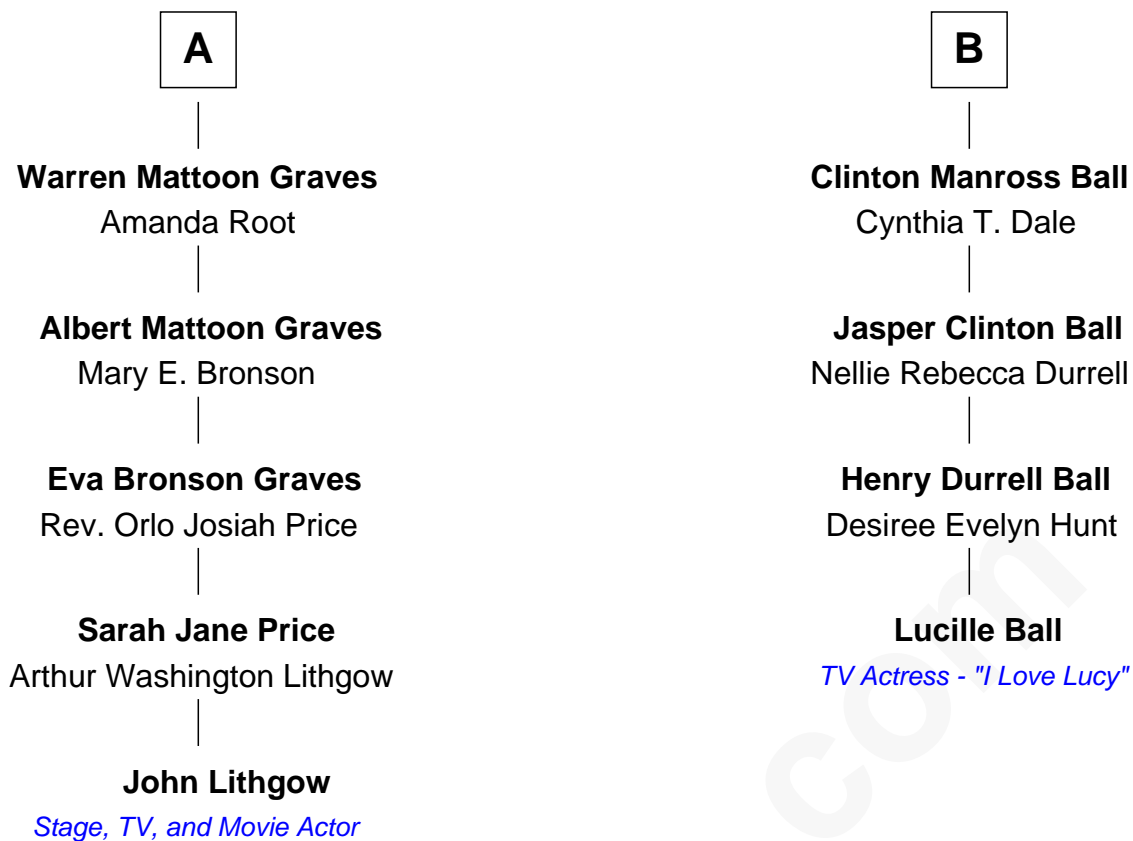 A
Warren Mattoon Graves
Amanda Root
Albert Mattoon Graves
Mary E. Bronson
Eva Bronson Graves
Rev. Orlo Josiah Price
Sarah Jane Price
Arthur Washington Lithgow
John Lithgow
Stage, TV, and Movie Actor
B
Clinton Manross Ball
Cynthia T. Dale
Jasper Clinton Ball
Nellie Rebecca Durrell
Henry Durrell Ball
Desiree Evelyn Hunt
Lucille Ball
TV Actress - "I Love Lucy"
com